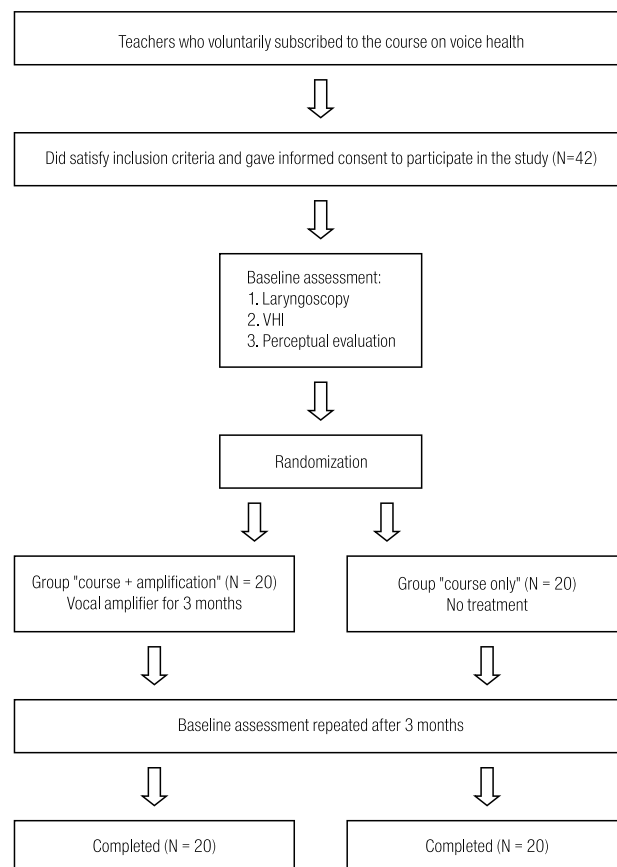 Teachers who voluntarily subscribed to the course on voice health
Did satisfy inclusion criteria and gave informed consent to participate in the study (N=42)
Baseline assessment:
1. Laryngoscopy
2. VHI
3. Perceptual evaluation
Randomization
Group "course + amplification" (N = 20)
Vocal amplifier for 3 months
Group "course only" (N = 20)
No treatment
Baseline assessment repeated after 3 months
Completed (N = 20)
Completed (N = 20)